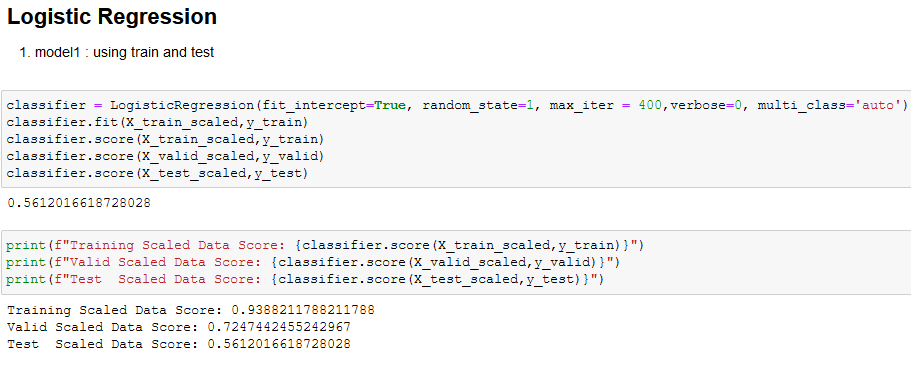 Logistic Regression
1. model1 : using train and test
classifier = LogisticRegression(fit_intercept=True, random_state=1, max_iter = 400,verbose=0, multi_class='auto')
classifier.fit(X_train_scaled,y_train)
classifier.score(X_train_scaled,y_train)
classifier.score(X_valid_scaled,y_valid)
classifier.score(X_test_scaled,y_test)
0.5612016618728028
print(f"Training Scaled Data Score: {classifier.score(X_train_scaled,y_train)}")
print(f"Valid Scaled Data Score: {classifier.score(X_valid_scaled,y_valid)}")
print(f"Test  Scaled Data Score: {classifier.score(X_test_scaled,y_test)}")
Training Scaled Data Score: 0.9388211788211788
Valid Scaled Data Score: 0.7247442455242967
Test  Scaled Data Score: 0.5612016618728028